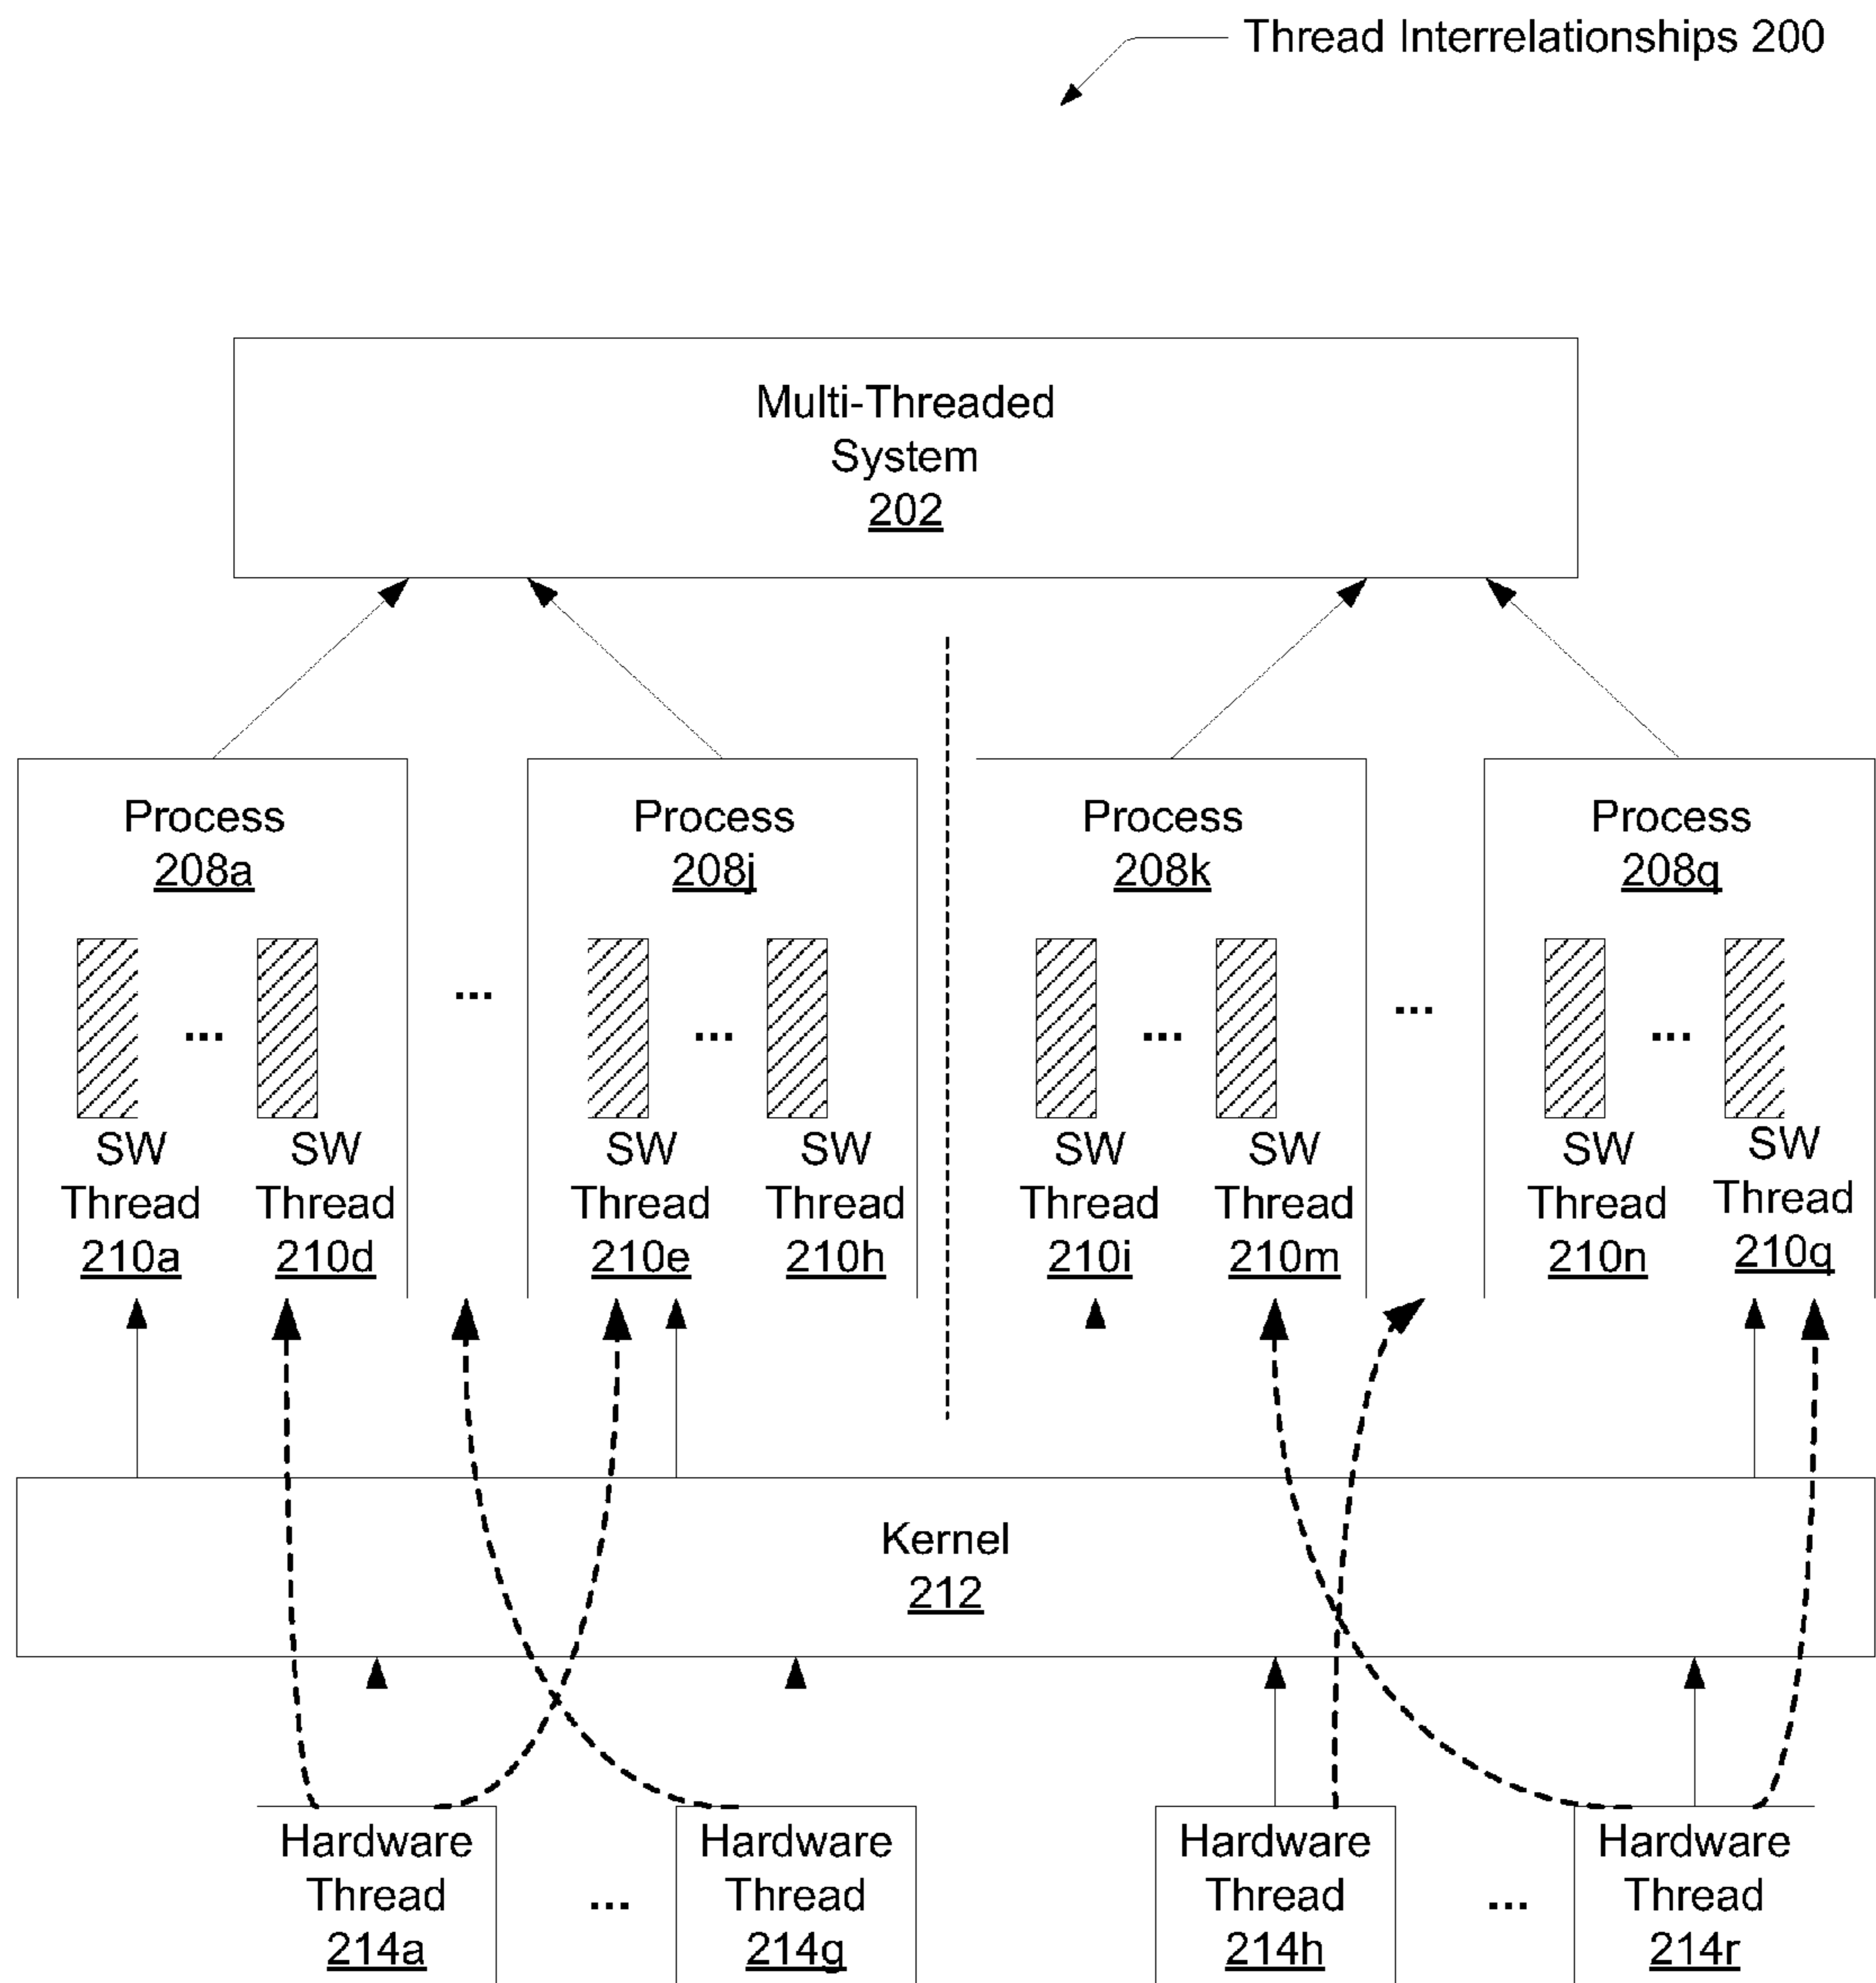 Thread Interrelationships 200
Multi-Threaded
System
202
Process
208a
Process
208j
Process
208k
Process
208q
...
...
...
...
...
...
SW
Thread
210a
SW
Thread
210d
SW
Thread
210e
SW
Thread
210h
SW
Thread
210i
SW
Thread
210m
SW
Thread
210n
SW
Thread
210q
Kernel
212
Hardware
Thread
214a
...
Hardware
Thread
214g
Hardware
Thread
214h
...
Hardware
Thread
214r